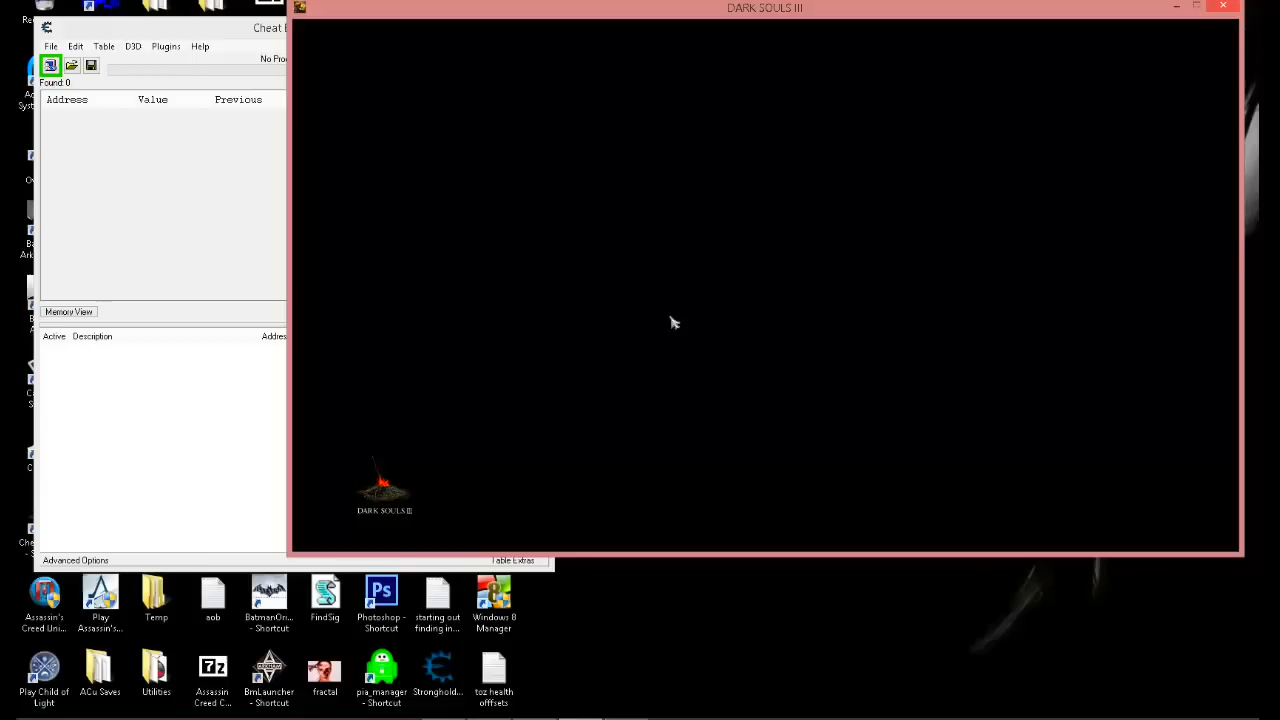 DARK SOULS III
Cheat E
File Edit Table D3D Plugins Help
No Proc
Found: 0
Address Value Previous
Memory View
Active Description Addres
DARK SOULS III
Advanced Options Table Extras
Assassin's
Creed Uni...
Play
Assassin's...
Temp
aob
BatmanOri...
- Shortcut
FindSig
Photoshop -
Shortcut
starting out
finding in...
Windows 8
Manager
Play Child of
Light
ACu Saves
Utilities
Assassin
Creed C...
BmLauncher
- Shortcut
fractal
pia_manager
- Shortcut
Stronghold...
toz health
offfsets